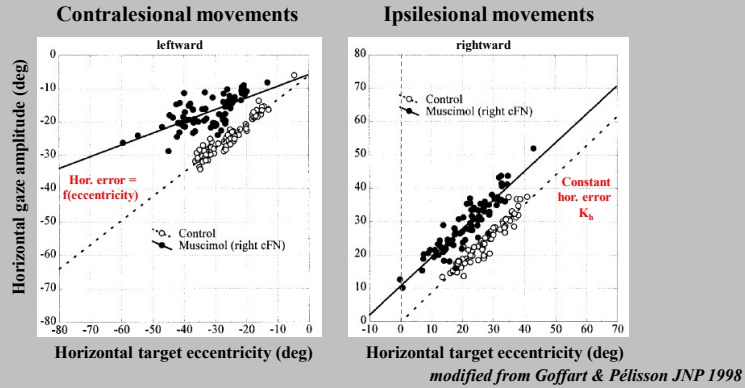 Contralesional movements
Ipsilesional movements
leftward
rightward
Horizontal gaze amplitude (deg)
0
-10
-20
-30
-40
-50
-60
-70
-80
Hor. error =
f(eccentricity)
Control
Muscimol (right cFN)
-80 -70 -60 -50 -40 -30 -20 -10 0
Horizontal target eccentricity (deg)
80
70
60
50
40
30
20
10
0
Control
Muscimol (right cFN)
Constant
hor. error
Kh
-10 0 10 20 30 40 50 60 70
Horizontal target eccentricity (deg)
modified from Goffart & Pélisson JNP 1998